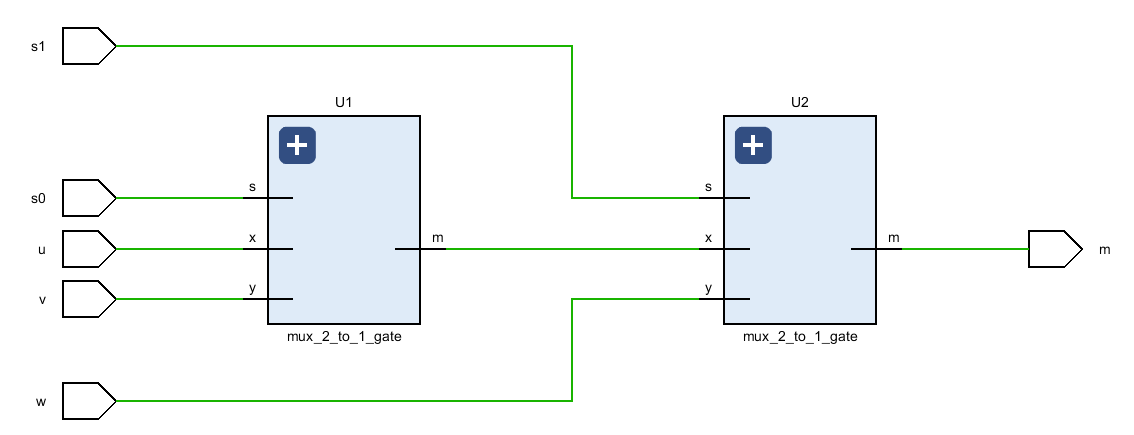 s1
U1
U2
s0
s
s
u
x
m
x
m
m
v
y
y
mux_2_to_1_gate
mux_2_to_1_gate
w